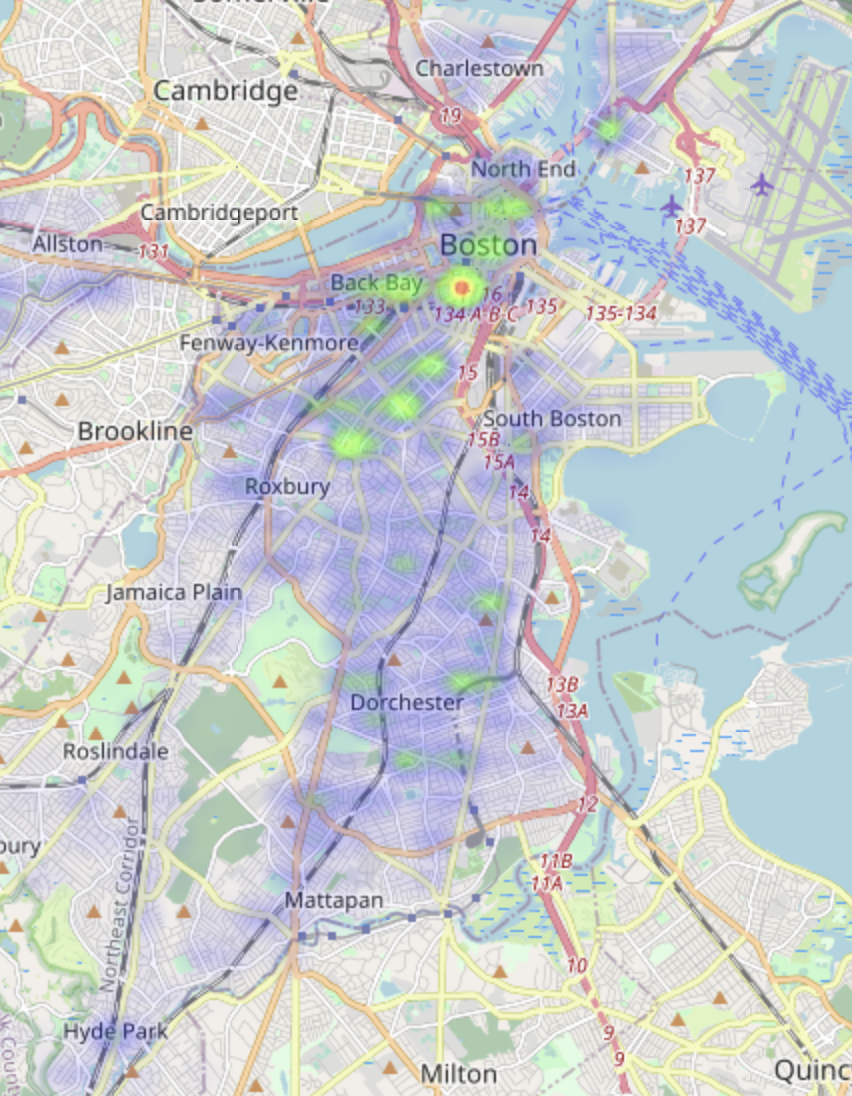 Charlestown
Cambridge
19
North End
137
Cambridgeport
137
Allston
131
Boston
Back Bay
16
133
134 A-B-C
135
135-134
Fenway-Kenmore
15
South Boston
Brookline
15B
15A
Roxbury
14
14
Jamaica Plain
13B
Dorchester
13A
Roslindale
12
bury
11B
11A
Mattapan
Northeast Corridor
10
Hyde Park
9
9
Milton
Quinc